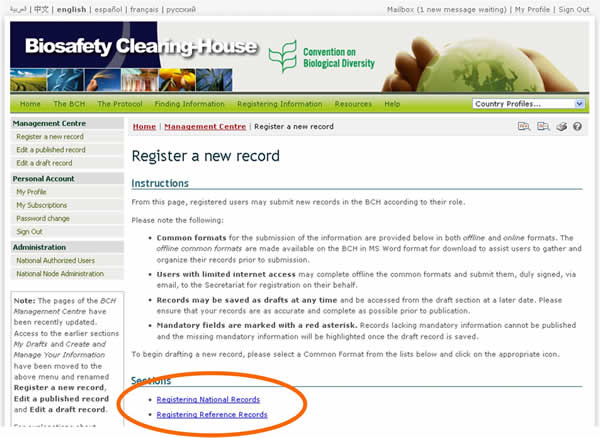 العربية | 中文 | english | español | français | русский
Mailbox (1 new message waiting) | My Profile | Sign Out
Biosafety Clearing-House
Convention on
Biological Diversity
Home The BCH The Protocol Finding Information Registering Information Resources Help
Country Profiles...
Management Centre
Register a new record
Edit a published record
Edit a draft record
Personal Account
My Profile
My Subscriptions
Password change
Sign Out
Administration
National Authorized Users
National Node Administration
Note: The pages of the BCH
Management Centre have
been recently updated.
Access to the earlier sections
My Drafts and Create and
Manage Your Information
have been moved to the
above menu and renamed
Register a new record,
Edit a published record
and Edit a draft record.
For explanations about
Home | Management Centre | Register a new record
Register a new record
Instructions
From this page, registered users may submit new records in the BCH according to their role.
Please note the following:
• Common formats for the submission of the information are provided below in both offline and online formats. The
offline common formats are made available on the BCH in MS Word format for download to assist users to gather and
organize their records prior to submission.
• Users with limited internet access may complete offline the common formats and submit them, duly signed, via
email, to the Secretariat for registration on their behalf.
• Records may be saved as drafts at any time and be accessed from the draft section at a later date. Please
ensure that your records are as accurate and complete as possible prior to publication.
• Mandatory fields are marked with a red asterisk. Records lacking mandatory information cannot be published
and the missing mandatory information will be highlighted once the draft record is saved.
To begin drafting a new record, please select a Common Format from the lists below and click on the appropriate icon.
Sections
• Registering National Records
• Registering Reference Records